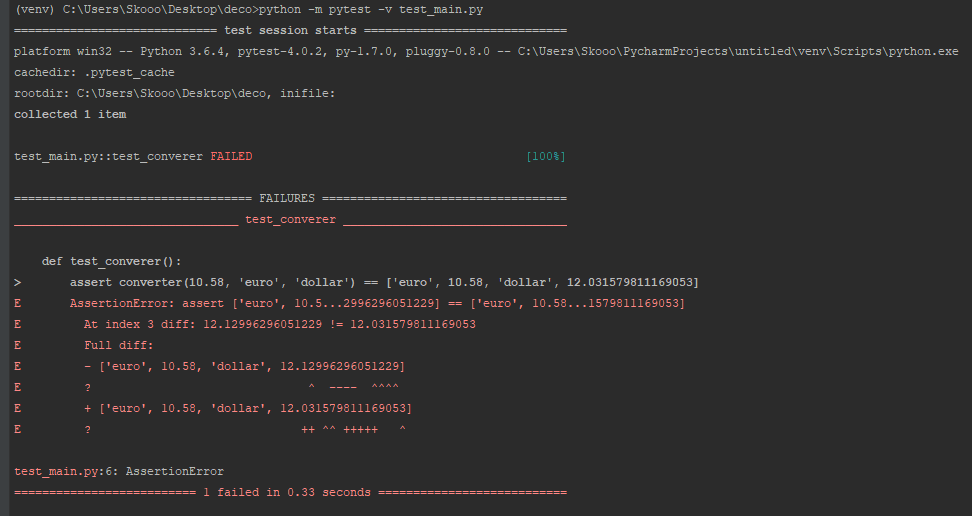 (venv) C:\Users\Skooo\Desktop\deco>python -m pytest -v test_main.py
============================= test session starts =============================
platform win32 -- Python 3.6.4, pytest-4.0.2, py-1.7.0, pluggy-0.8.0 -- C:\Users\Skooo\PycharmProjects\untitled\venv\Scripts\python.exe
cachedir: .pytest_cache
rootdir: C:\Users\Skooo\Desktop\deco, inifile:
collected 1 item
test_main.py::test_converer FAILED                                       [100%]
================================== FAILURES ===================================
________________________________ test_converer ________________________________
    def test_converer():
>       assert converter(10.58, 'euro', 'dollar') == ['euro', 10.58, 'dollar', 12.031579811169053]
E       AssertionError: assert ['euro', 10.5...2996296051229] == ['euro', 10.58...1579811169053]
E         At index 3 diff: 12.12996296051229 != 12.031579811169053
E         Full diff:
E         - ['euro', 10.58, 'dollar', 12.12996296051229]
E         ?                               ^  ----  ^^^^
E         + ['euro', 10.58, 'dollar', 12.031579811169053]
E         ?                              ++ ^^ +++++   ^
test_main.py:6: AssertionError
========================== 1 failed in 0.33 seconds ===========================